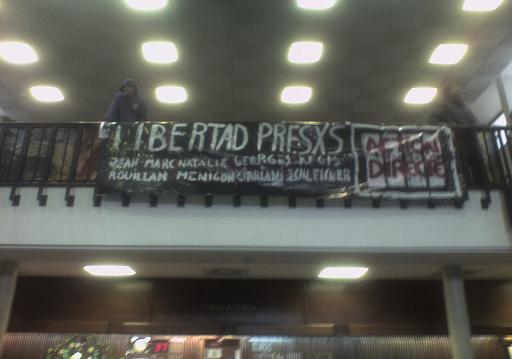 LIBERTAD PRESXS
JEAN MARC NATALIE GEORGES REGIS
ROUILLAN MENIGON CIPRIANI SCHLEICHER
ACTION
DIRECTE